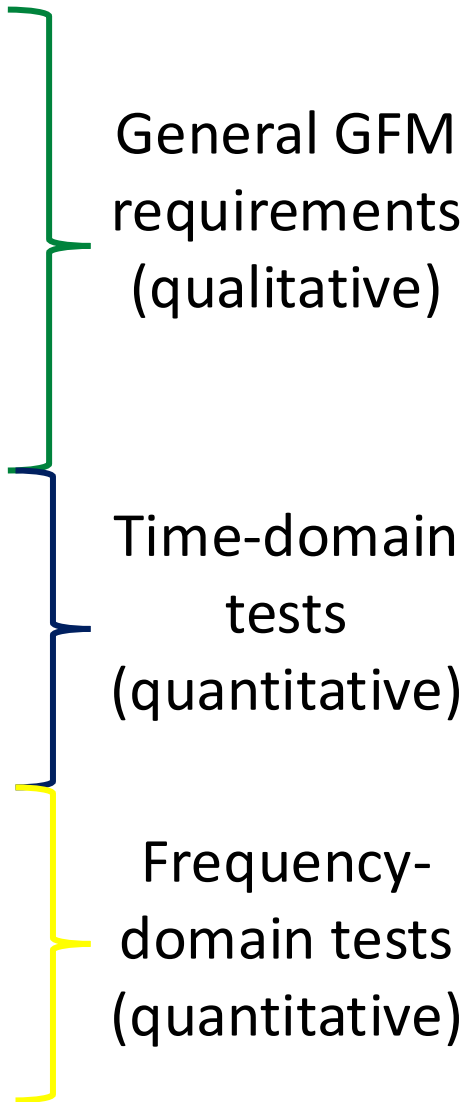 General GFM
requirements
(qualitative)
Time-domain
tests
(quantitative)
Frequency-
domain tests
(quantitative)